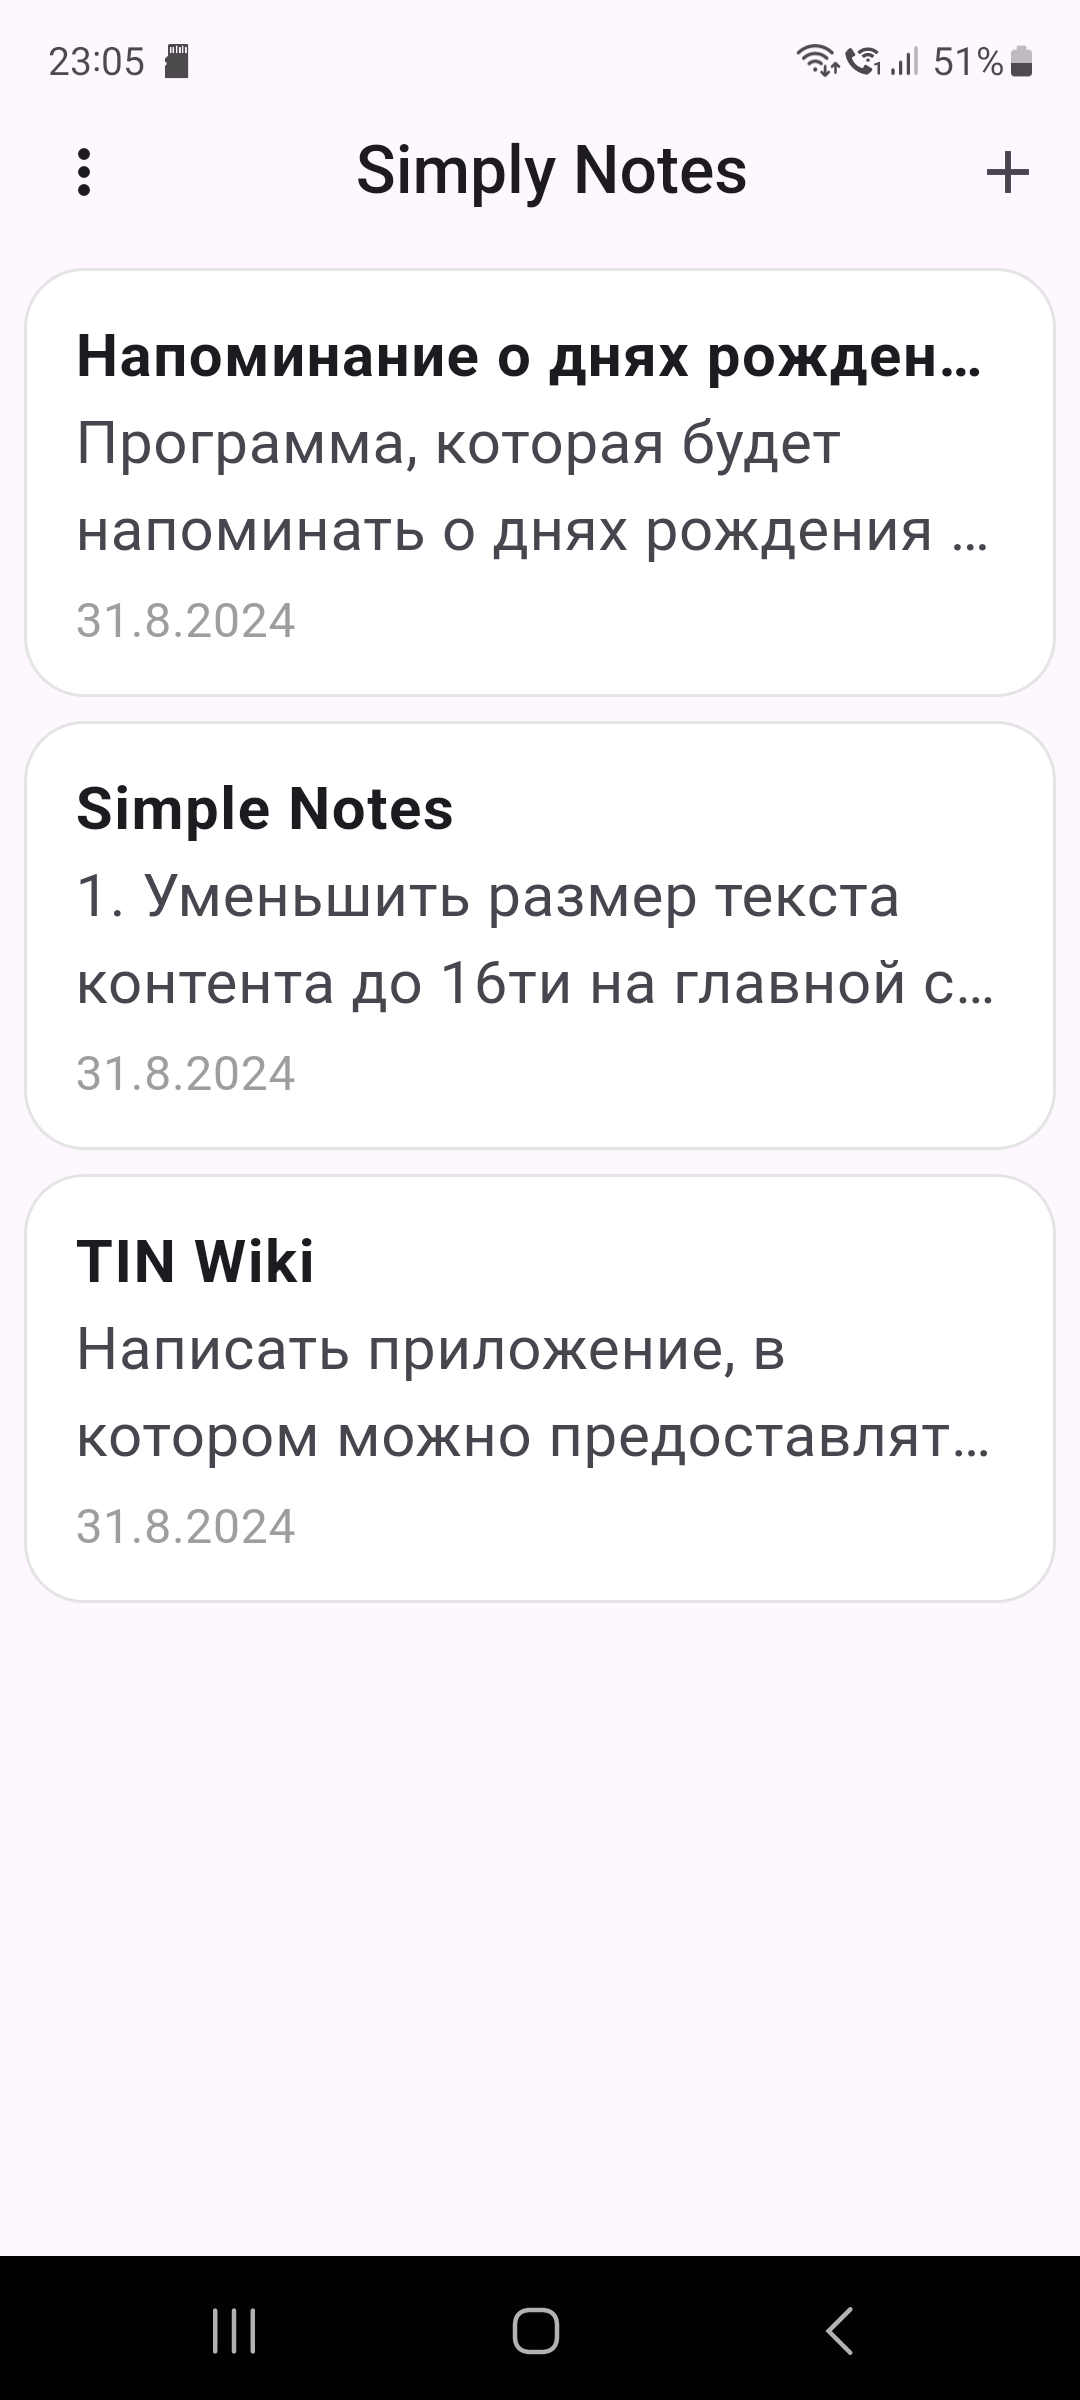 23:05
1 51%
Simply Notes
Напоминание о днях рожден...
Программа, которая будет
напоминать о днях рождения ...
31.8.2024
Simple Notes
1. Уменьшить размер текста
контента до 16ти на главной с...
31.8.2024
TIN Wiki
Написать приложение, в
котором можно предоставлят...
31.8.2024